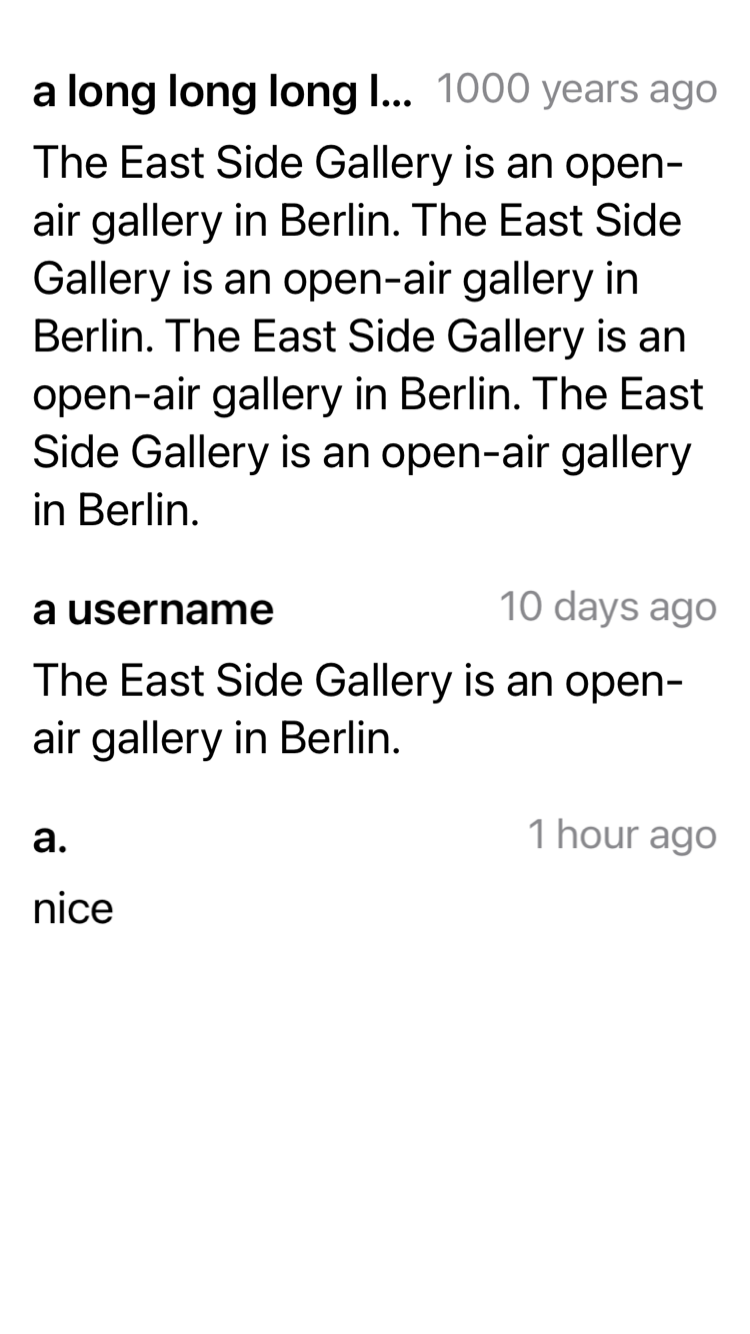 a long long long l... 1000 years ago
The East Side Gallery is an open-
air gallery in Berlin. The East Side
Gallery is an open-air gallery in
Berlin. The East Side Gallery is an
open-air gallery in Berlin. The East
Side Gallery is an open-air gallery
in Berlin.
a username 10 days ago
The East Side Gallery is an open-
air gallery in Berlin.
a. 1 hour ago
nice